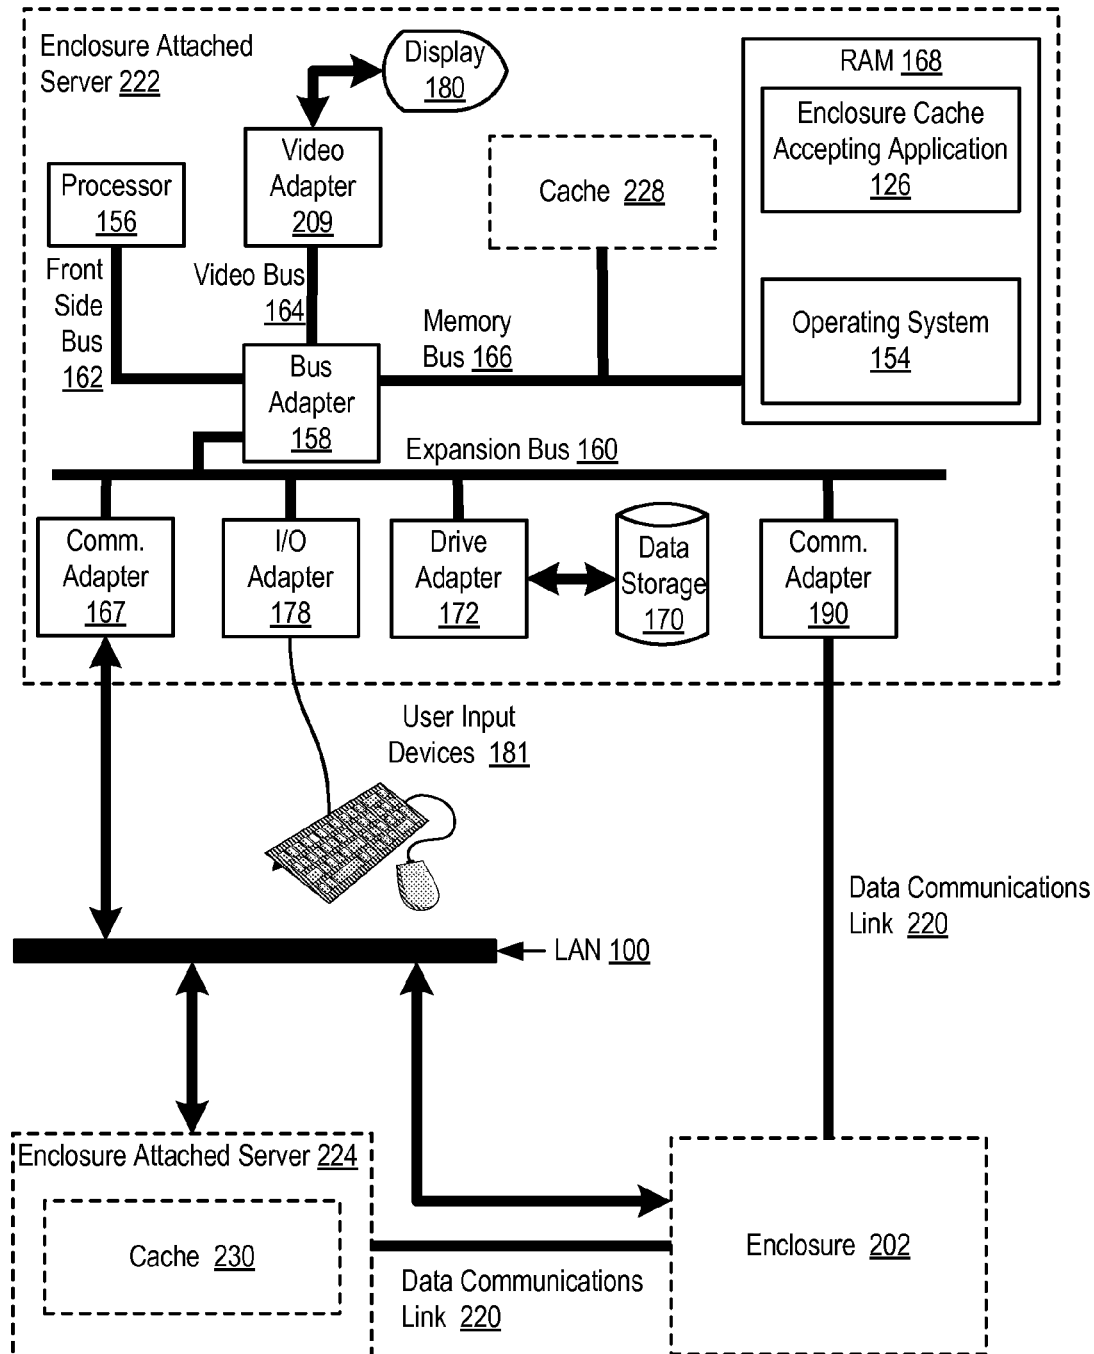 Enclosure Attached
Server 222
Display
180
RAM 168
Enclosure Cache
Accepting Application
126
Video
Adapter
209
Processor
156
Cache 228
Front
Side
Bus
162
Video Bus
164
Memory
Bus 166
Operating System
154
Bus
Adapter
158
Expansion Bus 160
Comm.
Adapter
167
I/O
Adapter
178
Drive
Adapter
172
Data
Storage
170
Comm.
Adapter
190
User Input
Devices 181
Data Communications
Link 220
LAN 100
Enclosure Attached Server 224
Cache 230
Enclosure 202
Data Communications
Link 220